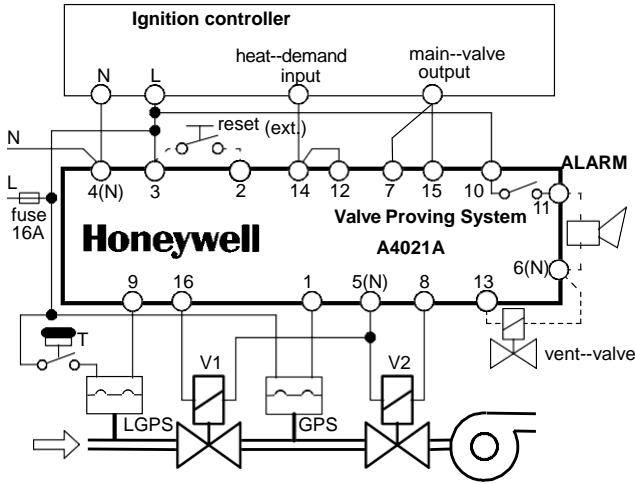 Ignition controller
N
L
heat--demand
input
main--valve
output
reset (ext.)
N
L
fuse
16A
ALARM
4(N)
3
2
14
12
7
15
10
11
Valve Proving System
A4021A
Honeywell
6(N)
9
16
1
5(N)
8
13
T
V1
V2
vent--valve
LGPS
GPS